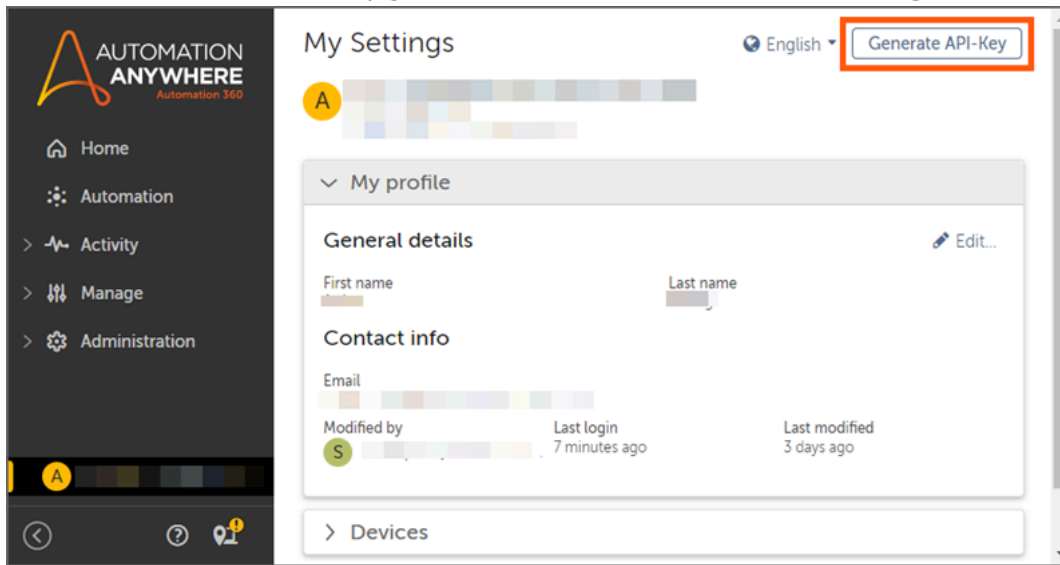 AUTOMATION
ANYWHERE
Automation 360
Home
Automation
Activity
Manage
Administration
A
My Settings
English
Generate API-Key
A
My profile
General details
Edit...
First name
Last name
Contact info
Email
Modified by
Last login
Last modified
S
7 minutes ago
3 days ago
Devices